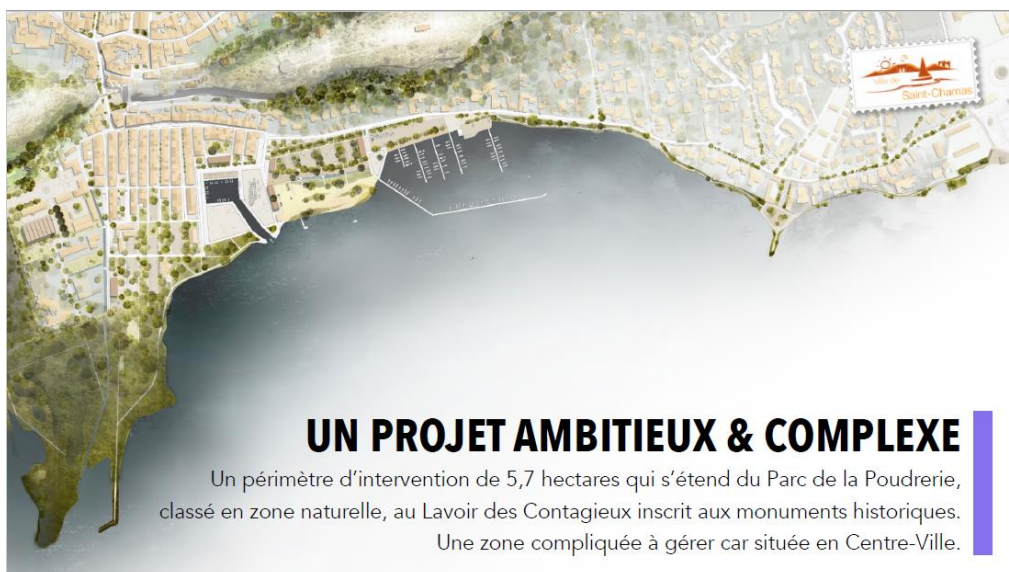 Ville de
Saint-Chamas
UN PROJET AMBITIEUX & COMPLEXE
Un périmètre d’intervention de 5,7 hectares qui s’étend du Parc de la Poudrerie,
classé en zone naturelle, au Lavoir des Contagieux inscrit aux monuments historiques.
Une zone compliquée à gérer car située en Centre-Ville.